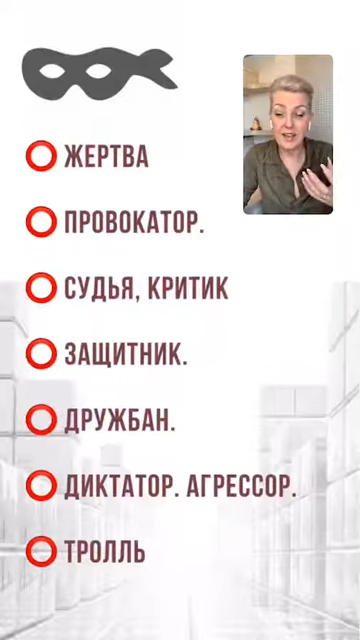 ЖЕРТВА
ПРОВОКАТОР.
СУДЬЯ, КРИТИК
ЗАЩИТНИК.
ДРУЖБАН.
ДИКТАТОР. АГРЕССОР.
ТРОЛЛЬ